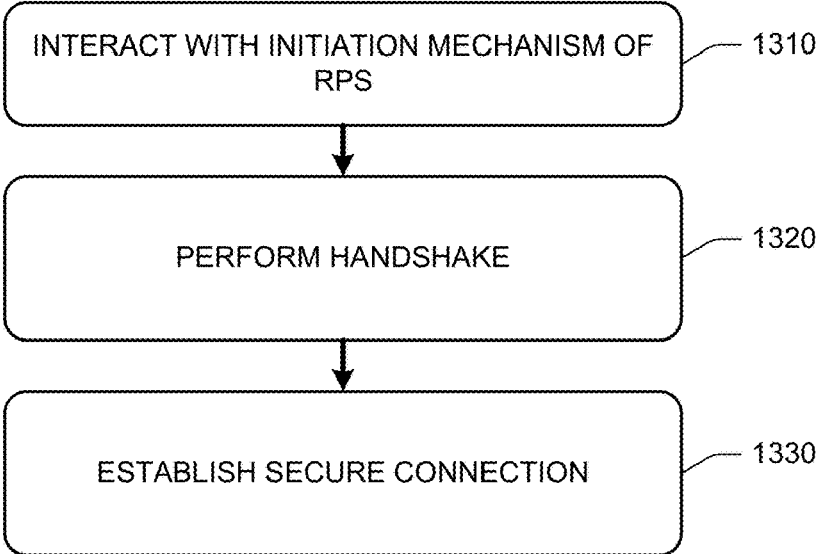 INTERACT WITH INITIATION MECHANISM OF
RPS
1310
PERFORM HANDSHAKE
1320
ESTABLISH SECURE CONNECTION
1330